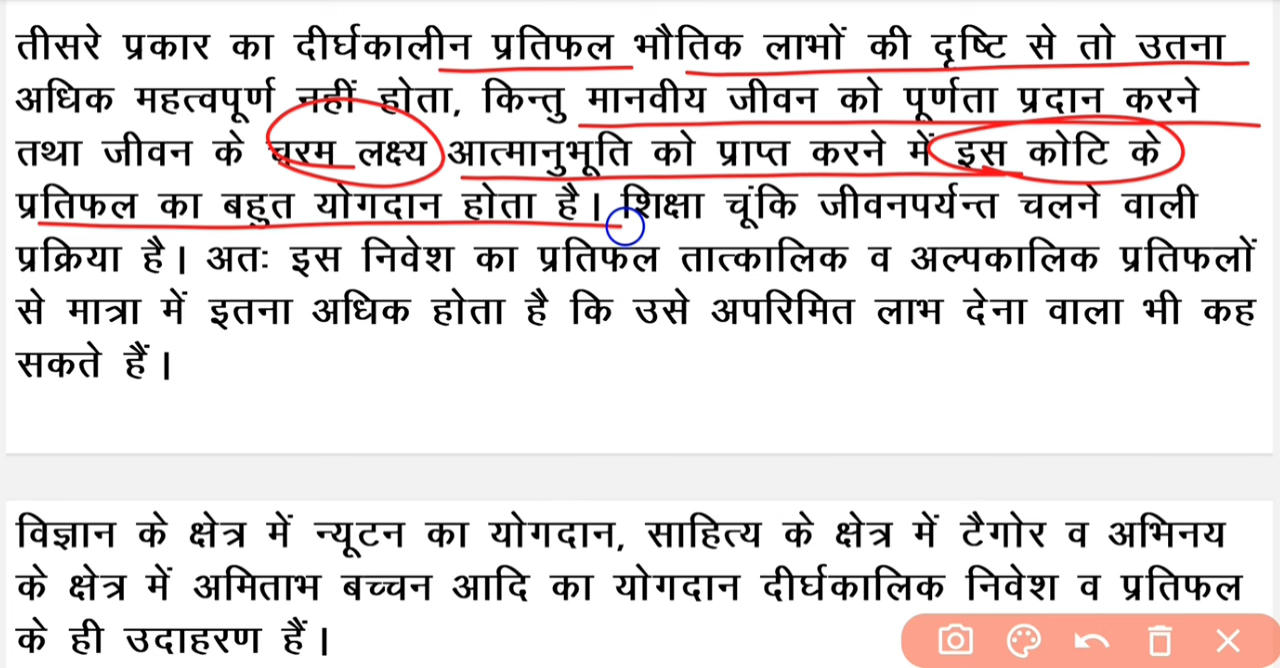 तीसरे प्रकार का दीर्घकालीन प्रतिफल भौतिक लाभों की दृष्टि से तो उतना
अधिक महत्वपूर्ण नहीं होता, किन्तु मानवीय जीवन को पूर्णता प्रदान करने
तथा जीवन के चरम लक्ष्य आत्मानुभूति को प्राप्त करने में इस कोटि के
प्रतिफल का बहुत योगदान होता है। शिक्षा चूंकि जीवनपर्यन्त चलने वाली
प्रक्रिया है। अतः इस निवेश का प्रतिफल तात्कालिक व अल्पकालिक प्रतिफलों
से मात्रा में इतना अधिक होता है कि उसे अपरिमित लाभ देना वाला भी कह
सकते हैं।
विज्ञान के क्षेत्र में न्यूटन का योगदान, साहित्य के क्षेत्र में टैगोर व अभिनय
के क्षेत्र में अमिताभ बच्चन आदि का योगदान दीर्घकालिक निवेश व प्रतिफल
के ही उदाहरण हैं।